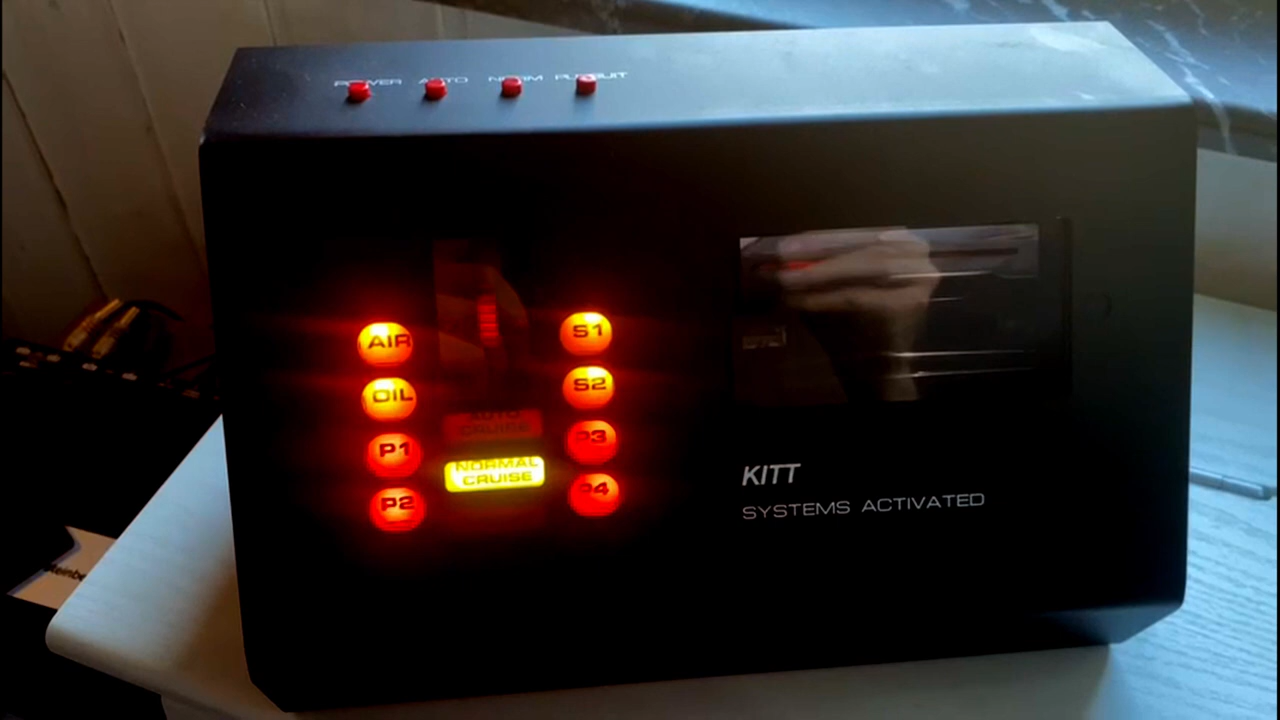 POWER AUTO NORM PURSUIT
AIR
OIL
P1
P2
AUTO
CRUISE
NORMAL
CRUISE
S1
S2
P3
P4
KITT
SYSTEMS ACTIVATED